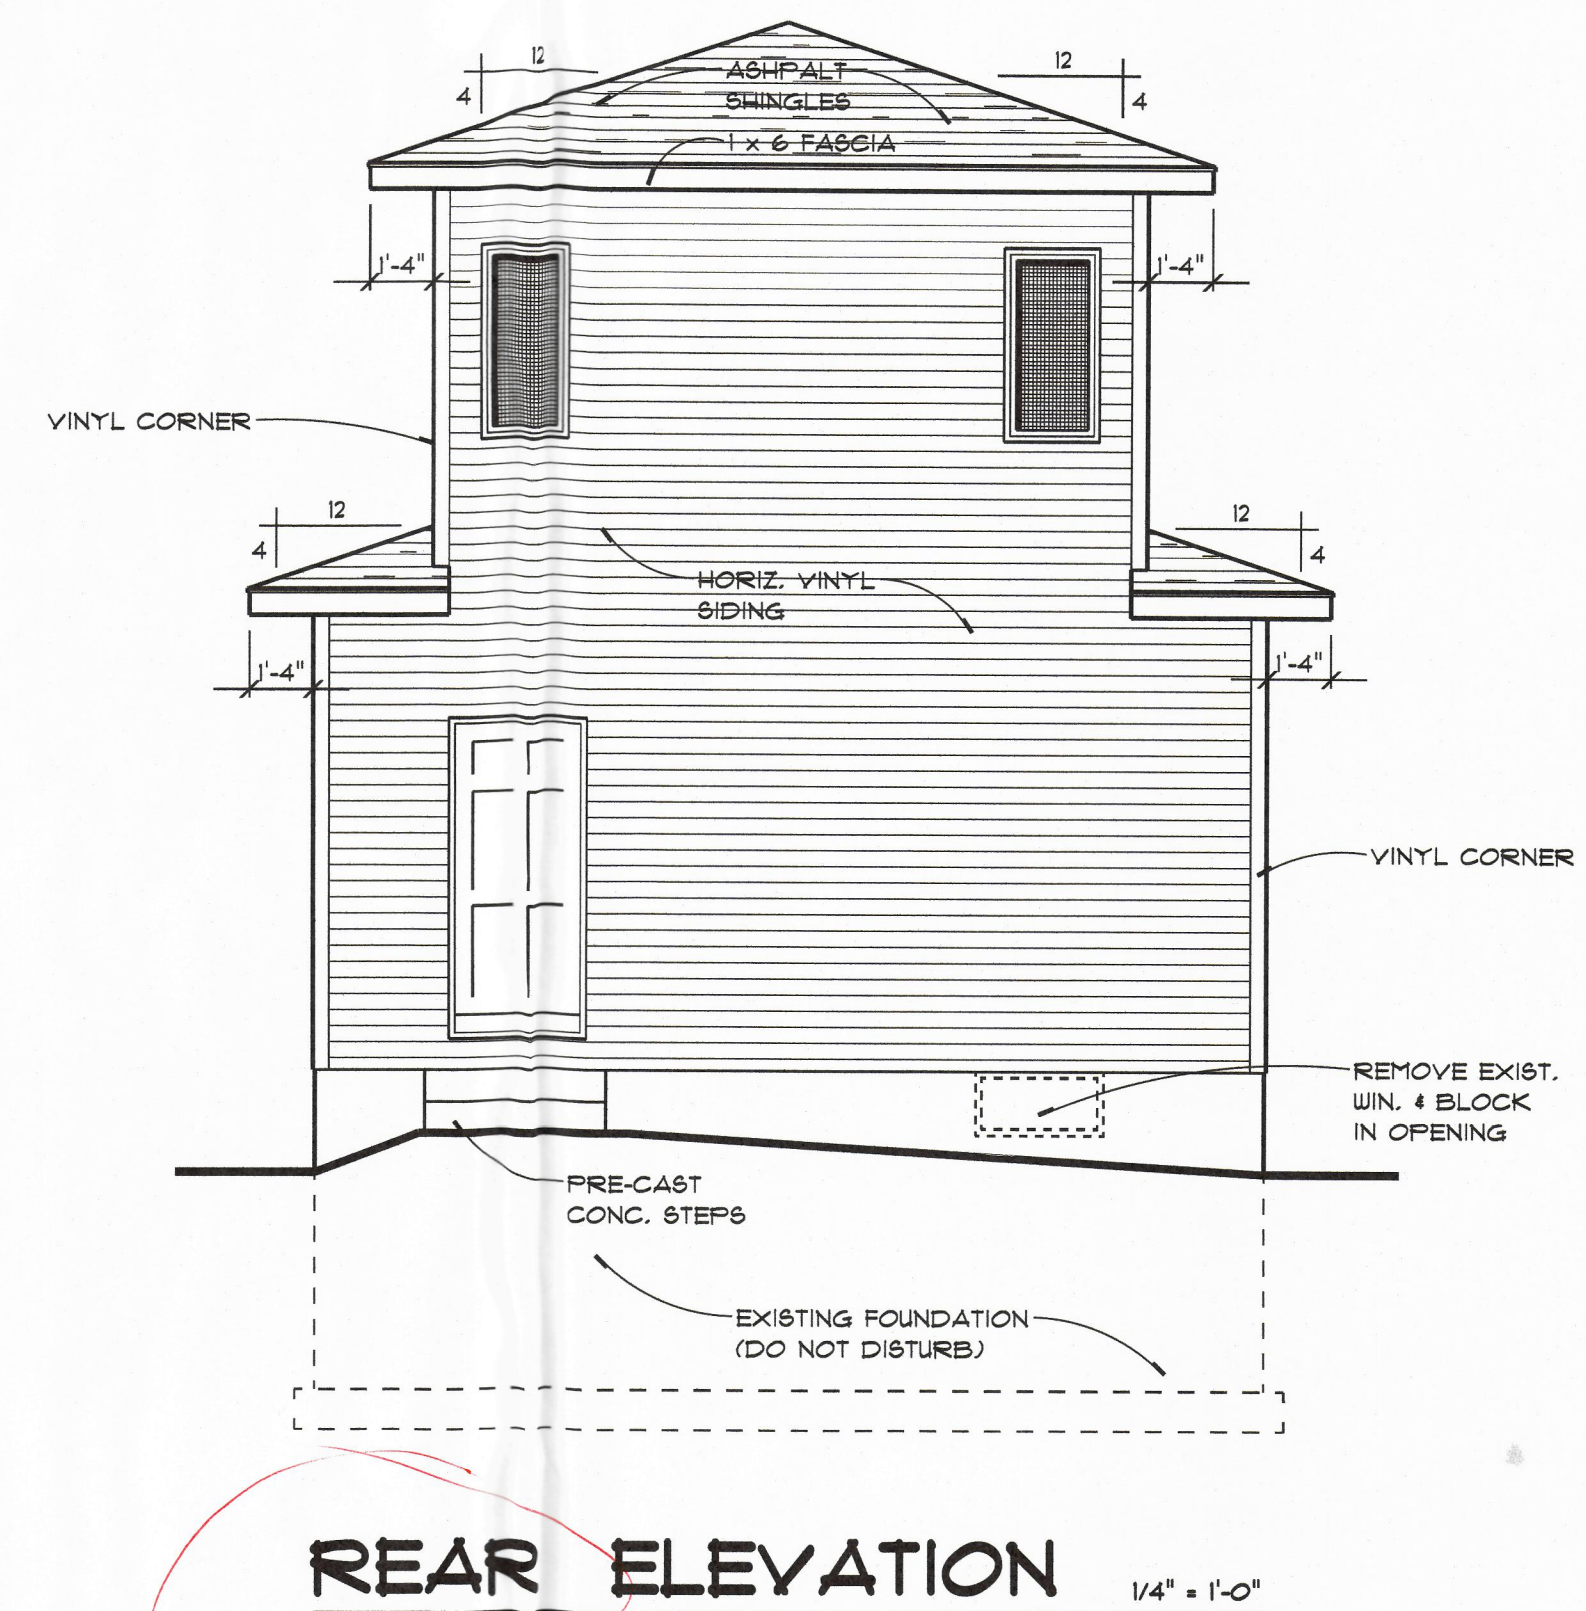 12
4
ASHPALT
SHINGLES
12
4
1 x 6 FASCIA
1'-4"
1'-4"
VINYL CORNER
12
4
12
4
HORIZ. VINYL
SIDING
1'-4"
1'-4"
VINYL CORNER
REMOVE EXIST.
WIN. & BLOCK
IN OPENING
PRE-CAST
CONC. STEPS
EXISTING FOUNDATION
(DO NOT DISTURB)
REAR ELEVATION
1/4" = 1'-0"